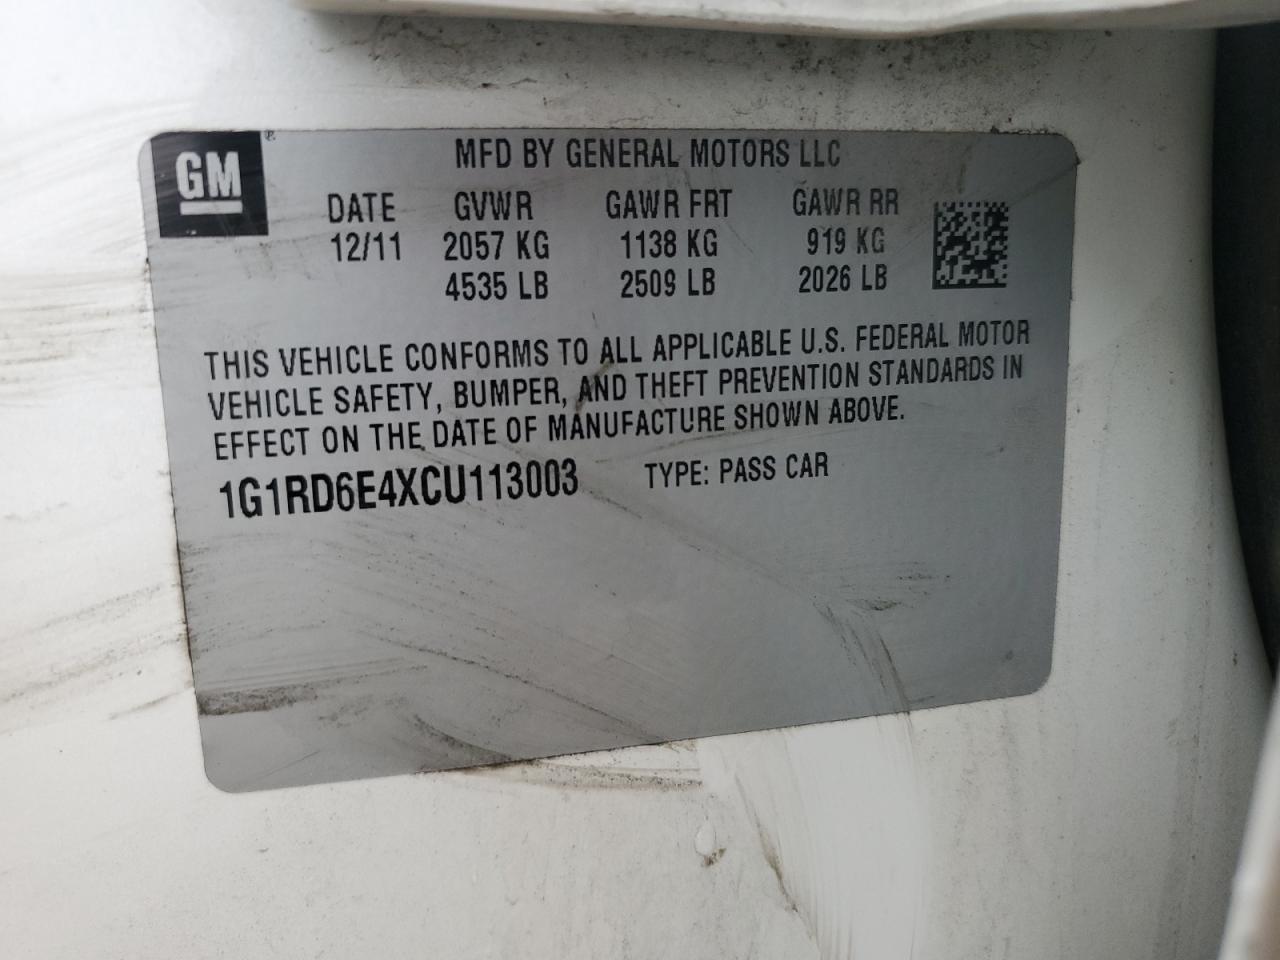 GM
MFD BY GENERAL MOTORS LLC
DATE GVWR GAWR FRT GAWR RR
12/11 2057 KG 1138 KG 919 KG
4535 LB 2509 LB 2026 LB
THIS VEHICLE CONFORMS TO ALL APPLICABLE U.S. FEDERAL MOTOR
VEHICLE SAFETY, BUMPER, AND THEFT PREVENTION STANDARDS IN
EFFECT ON THE DATE OF MANUFACTURE SHOWN ABOVE.
1G1RD6E4XCU113003 TYPE: PASS CAR